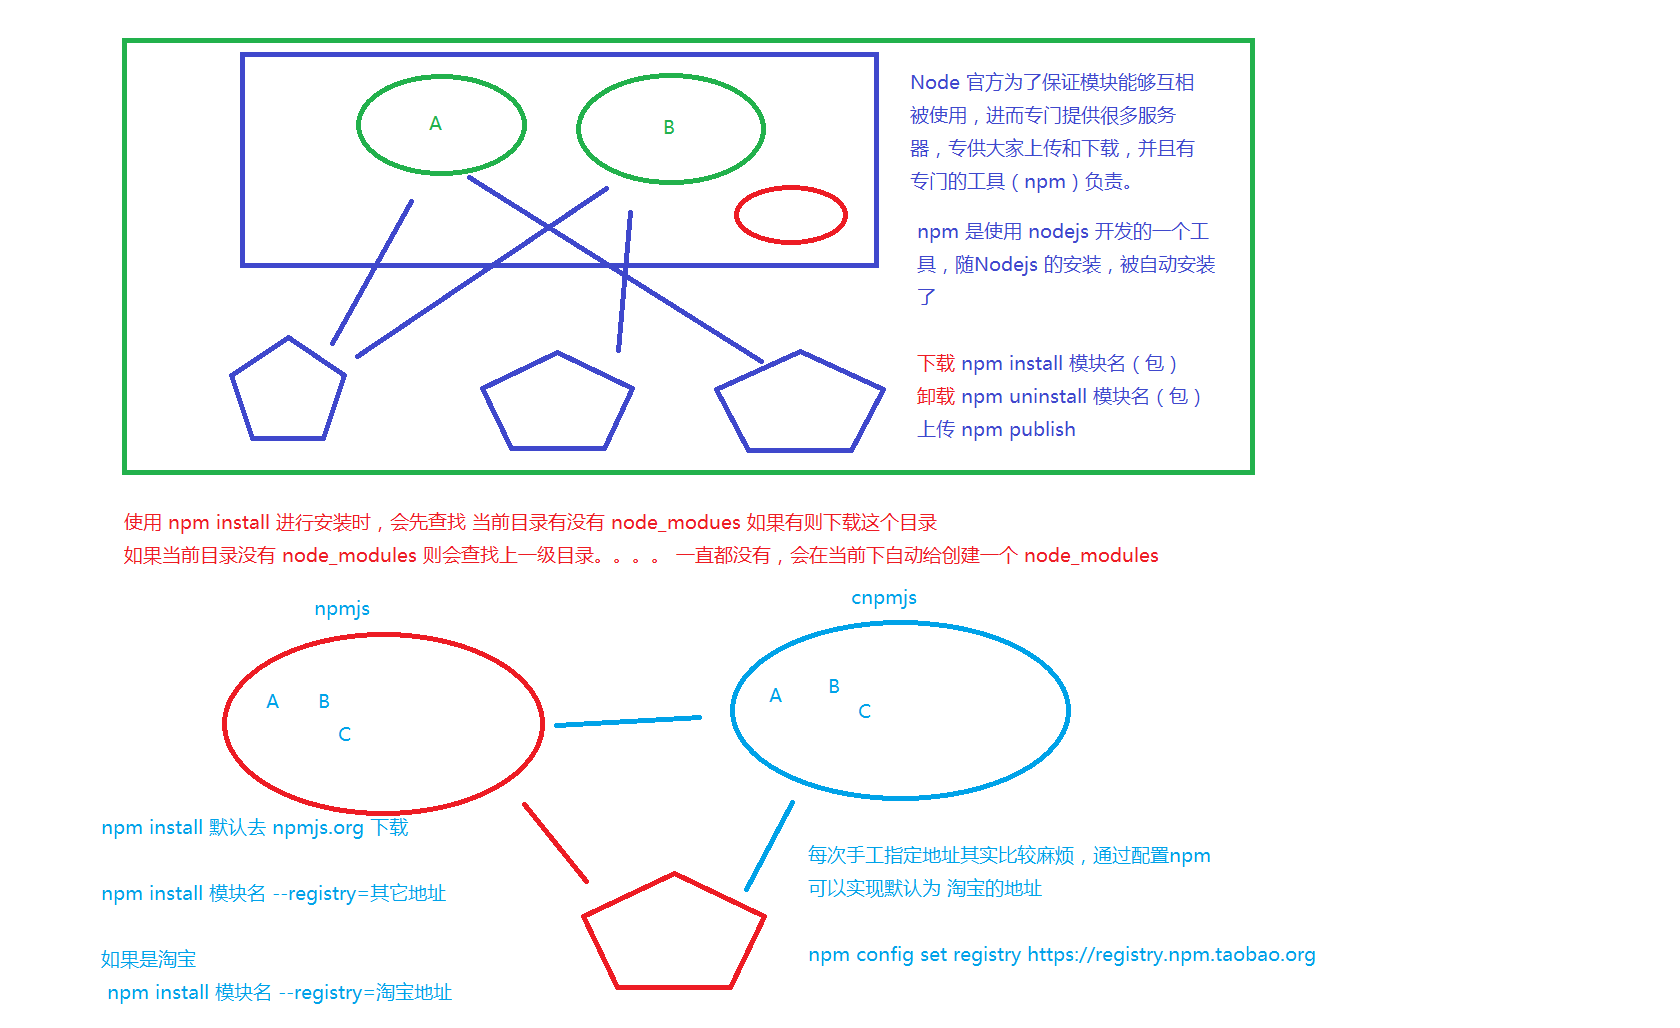 A
B
Node 官方为了保证模块能够互相
被使用，进而专门提供很多服务
器，专供大家上传和下载，并且有
专门的工具（npm）负责。
npm 是使用 nodejs 开发的一个工
具，随Nodejs 的安装，被自动安装
了
下载 npm install 模块名（包）
卸载 npm uninstall 模块名（包）
上传 npm publish
使用 npm install 进行安装时，会先查找 当前目录有没有 node_modues 如果有则下载这个目录
如果当前目录没有 node_modules 则会查找上一级目录。。。。 一直都没有，会在当前下自动给创建一个 node_modules
npmjs
A
B
C
cnpmjs
A
B
C
npm install 默认去 npmjs.org 下载
npm install 模块名 --registry=其它地址
如果是淘宝
npm install 模块名 --registry=淘宝地址
每次手工指定地址其实比较麻烦，通过配置npm
可以实现默认为 淘宝的地址
npm config set registry https://registry.npm.taobao.org